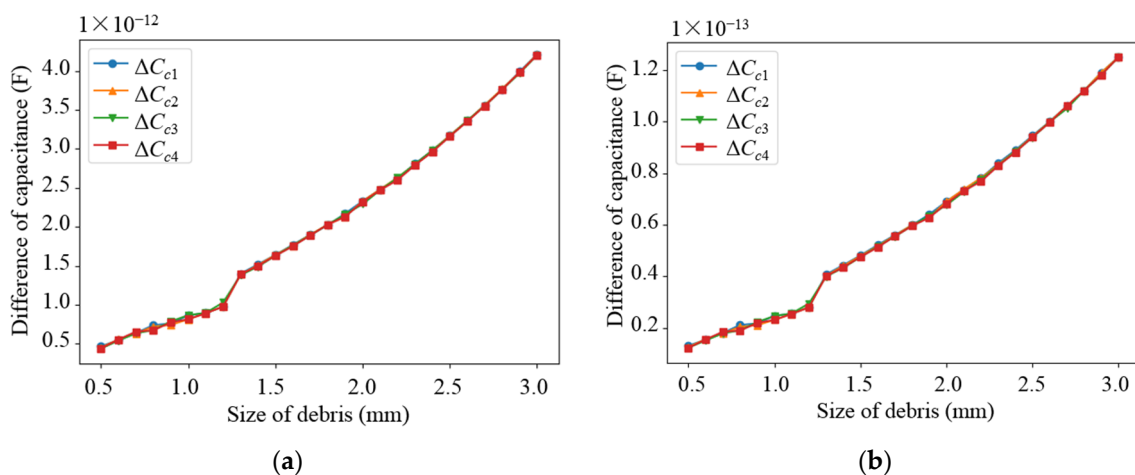 1×10⁻¹²
Difference of capacitance (F)
4.0
3.5
3.0
2.5
2.0
1.5
1.0
0.5
ΔC_c1
ΔC_c2
ΔC_c3
ΔC_c4
0.5 1.0 1.5 2.0 2.5 3.0
Size of debris (mm)
(a)
1×10⁻¹³
Difference of capacitance (F)
1.2
1.0
0.8
0.6
0.4
0.2
ΔC_c1
ΔC_c2
ΔC_c3
ΔC_c4
0.5 1.0 1.5 2.0 2.5 3.0
Size of debris (mm)
(b)